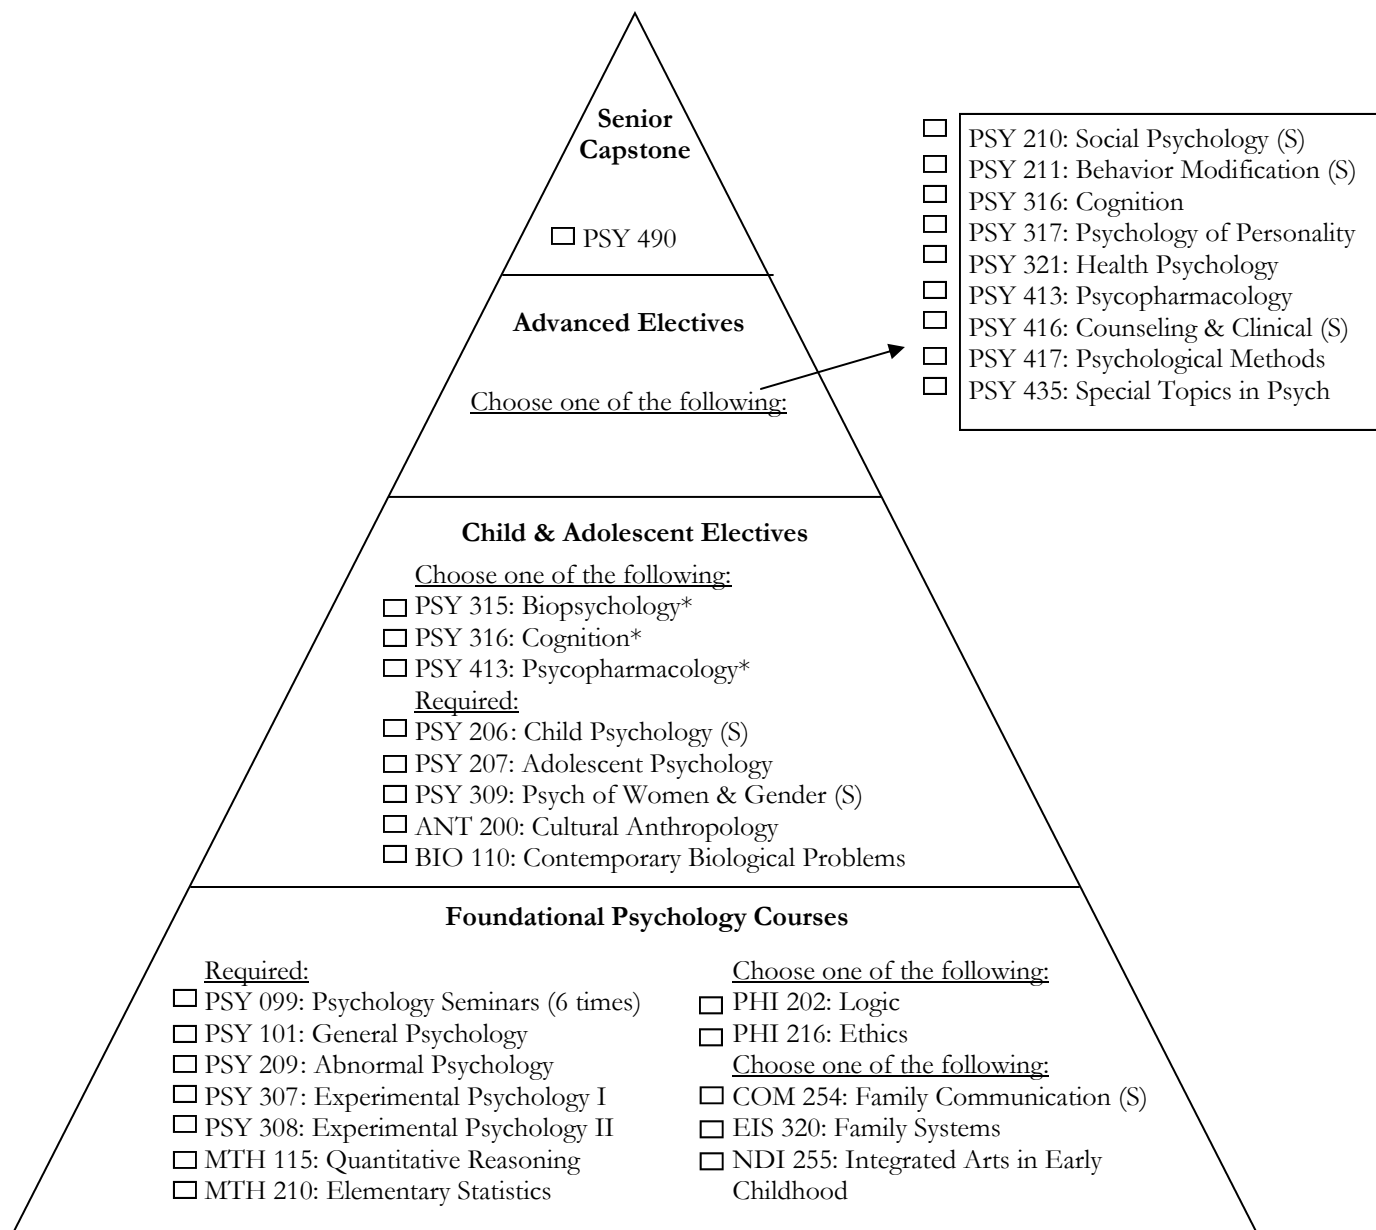 Senior
Capstone
PSY 490
PSY 210: Social Psychology (S)
PSY 211: Behavior Modification (S)
PSY 316: Cognition
PSY 317: Psychology of Personality
PSY 321: Health Psychology
PSY 413: Psycopharmacology
PSY 416: Counseling & Clinical (S)
PSY 417: Psychological Methods
PSY 435: Special Topics in Psych
Advanced Electives
Choose one of the following:
Child & Adolescent Electives
Choose one of the following:
PSY 315: Biopsychology*
PSY 316: Cognition*
PSY 413: Psycopharmacology*
Required:
PSY 206: Child Psychology (S)
PSY 207: Adolescent Psychology
PSY 309: Psych of Women & Gender (S)
ANT 200: Cultural Anthropology
BIO 110: Contemporary Biological Problems
Foundational Psychology Courses
Required:
PSY 099: Psychology Seminars (6 times)
PSY 101: General Psychology
PSY 209: Abnormal Psychology
PSY 307: Experimental Psychology I
PSY 308: Experimental Psychology II
MTH 115: Quantitative Reasoning
MTH 210: Elementary Statistics
Choose one of the following:
PHI 202: Logic
PHI 216: Ethics
Choose one of the following:
COM 254: Family Communication (S)
EIS 320: Family Systems
NDI 255: Integrated Arts in Early
Childhood